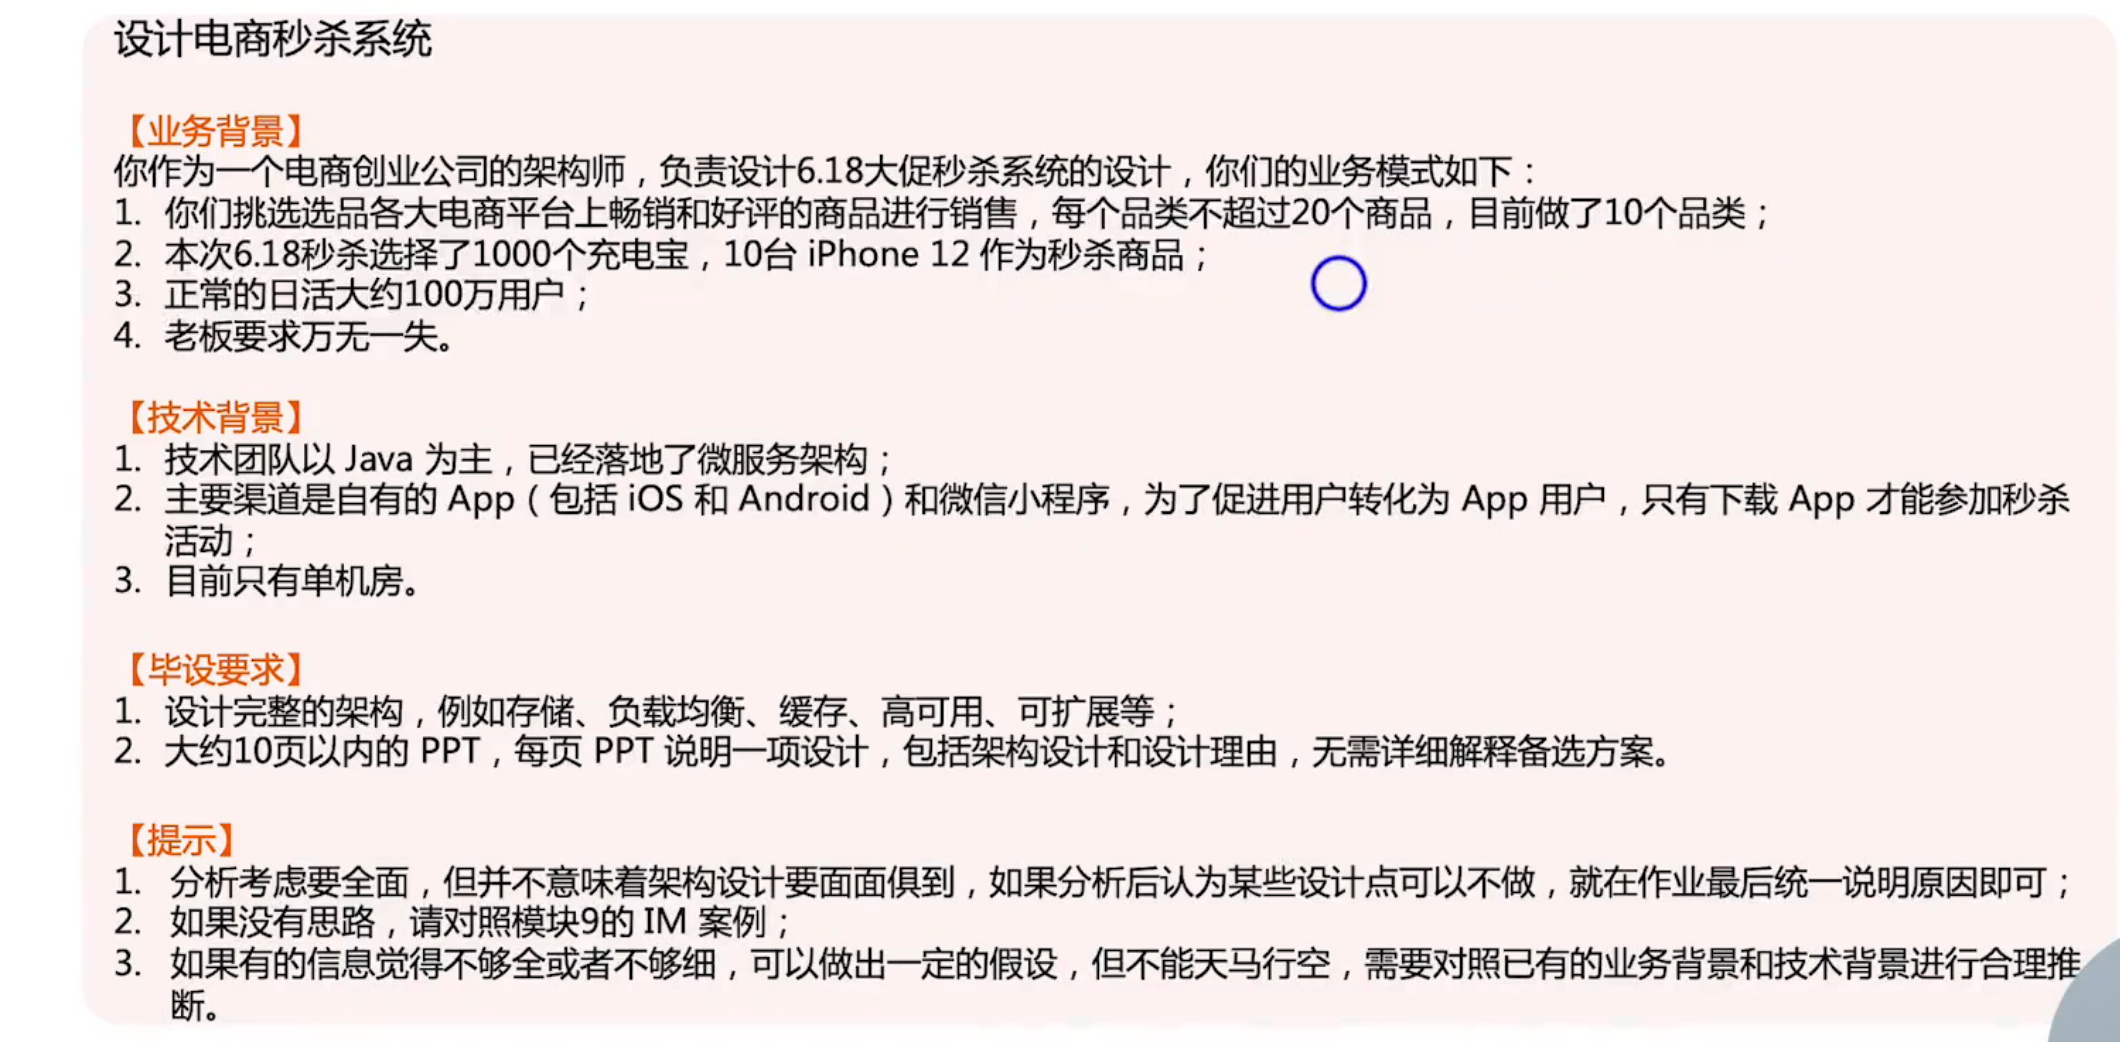 设计电商秒杀系统
【业务背景】
你作为一个电商创业公司的架构师，负责设计6.18大促秒杀系统的设计，你们的业务模式如下：
1. 你们挑选选品各大电商平台上畅销和好评的商品进行销售，每个品类不超过20个商品，目前做了10个品类；
2. 本次6.18秒杀选择了1000个充电宝，10台 iPhone 12 作为秒杀商品；
3. 正常的日活大约100万用户；
4. 老板要求万无一失。
【技术背景】
1. 技术团队以 Java 为主，已经落地了微服务架构；
2. 主要渠道是自有的 App（包括 iOS 和 Android）和微信小程序，为了促进用户转化为 App 用户，只有下载 App 才能参加秒杀
活动；
3. 目前只有单机房。
【毕设要求】
1. 设计完整的架构，例如存储、负载均衡、缓存、高可用、可扩展等；
2. 大约10页以内的 PPT，每页 PPT 说明一项设计，包括架构设计和设计理由，无需详细解释备选方案。
【提示】
1. 分析考虑要全面，但并不意味着架构设计要面面俱到，如果分析后认为某些设计点可以不做，就在作业最后统一说明原因即可；
2. 如果没有思路，请对照模块9的 IM 案例；
3. 如果有的信息觉得不够全或者不够细，可以做出一定的假设，但不能天马行空，需要对照已有的业务背景和技术背景进行合理推
断。